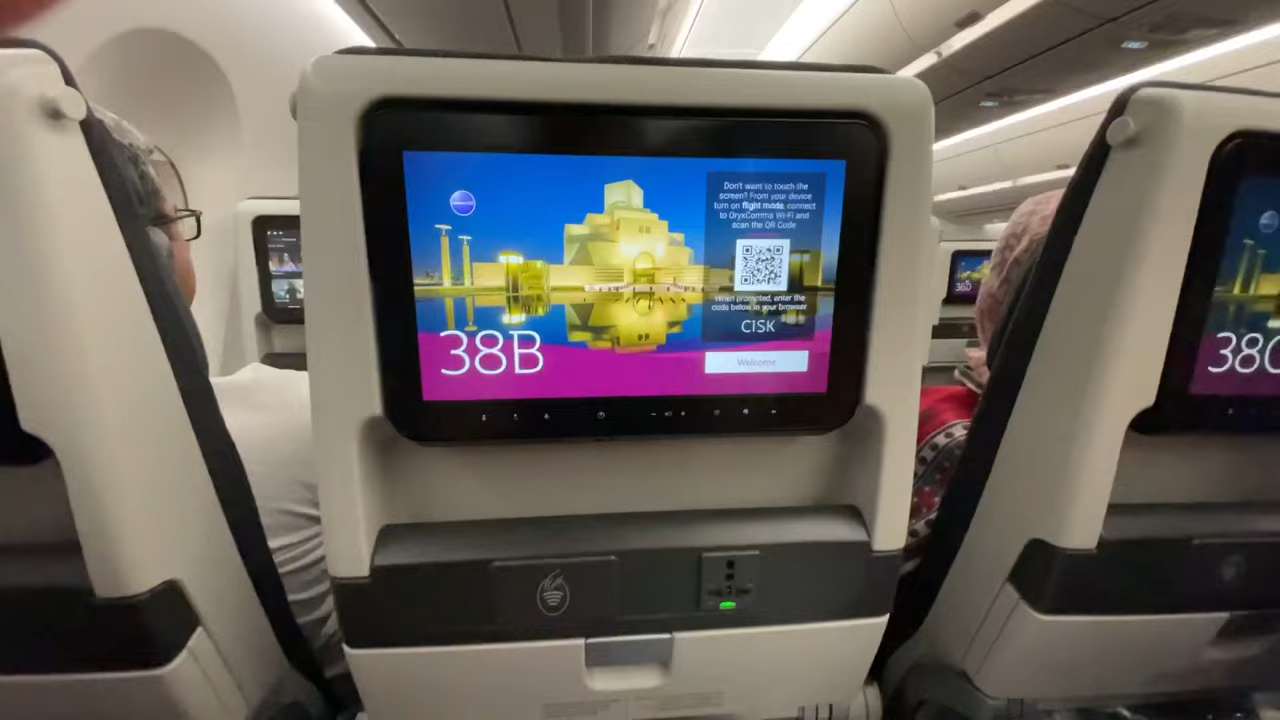 Don't want to touch the
screen? From your device
turn on flight mode, connect
to OryxComms Wi-Fi and
scan the QR Code
When prompted, enter the
code below in your browser
CISK
Welcome
38B
36D
38C